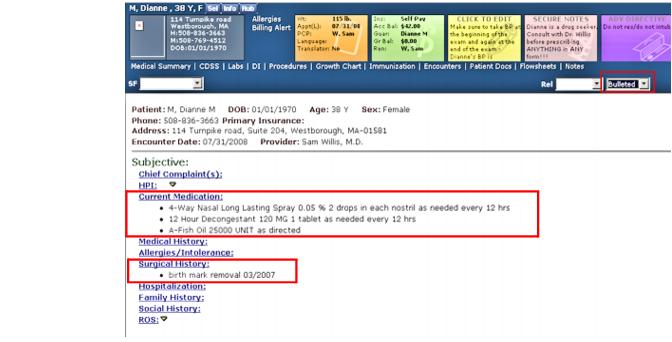 M, Dianne , 38 Y, F Sel Info Hub
114 Turnpike road
Westborough, MA
H:508-836-3663
M:508-769-4512
DOB:01/01/1970
Allergies
Billing Alert
Wt: 115 lb.
Appt(L): 07/31/08
PCP: W, Sam
Language:
Translator: No
Ins: Self Pay
Acc Bal: $42.00
Guar: Dianne M
Gr Bal: $0.00
Ren: W, Sam
CLICK TO EDIT
Make sure to take BP at
the beginning of the
exam and again at the
end of the exam -
Dianne's BP is
SECURE NOTES
Dianne is a drug seeker.
Consult with Dr. Willis
before prescribing
ANYTHING in ANY
form!!!
ADV DIRECTIVE
Do not res/do not intub
Medical Summary | CDSS | Labs | DI | Procedures | Growth Chart | Immunization | Encounters | Patient Docs | Flowsheets | Notes
SF Rel Bulleted
Patient: M, Dianne M DOB: 01/01/1970 Age: 38 Y Sex: Female
Phone: 508-836-3663 Primary Insurance:
Address: 114 Turnpike road, Suite 204, Westborough, MA-01581
Encounter Date: 07/31/2008 Provider: Sam Willis, M.D.
Subjective:
Chief Complaint(s):
HPI:
Current Medication:
• 4-Way Nasal Long Lasting Spray 0.05 % 2 drops in each nostril as needed every 12 hrs
• 12 Hour Decongestant 120 MG 1 tablet as needed every 12 hrs
• A-Fish Oil 25000 UNIT as directed
Medical History:
Allergies/Intolerance:
Surgical History:
• birth mark removal 03/2007
Hospitalization:
Family History:
Social History:
ROS: